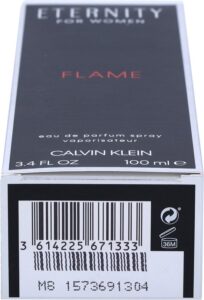 ETERNITY
FOR WOMEN
FLAME
eau de parfum spray
vaporisateur
CALVIN KLEIN
3.4 FL OZ 100 ml e
36M
3 614225 671333
M8 1573691304